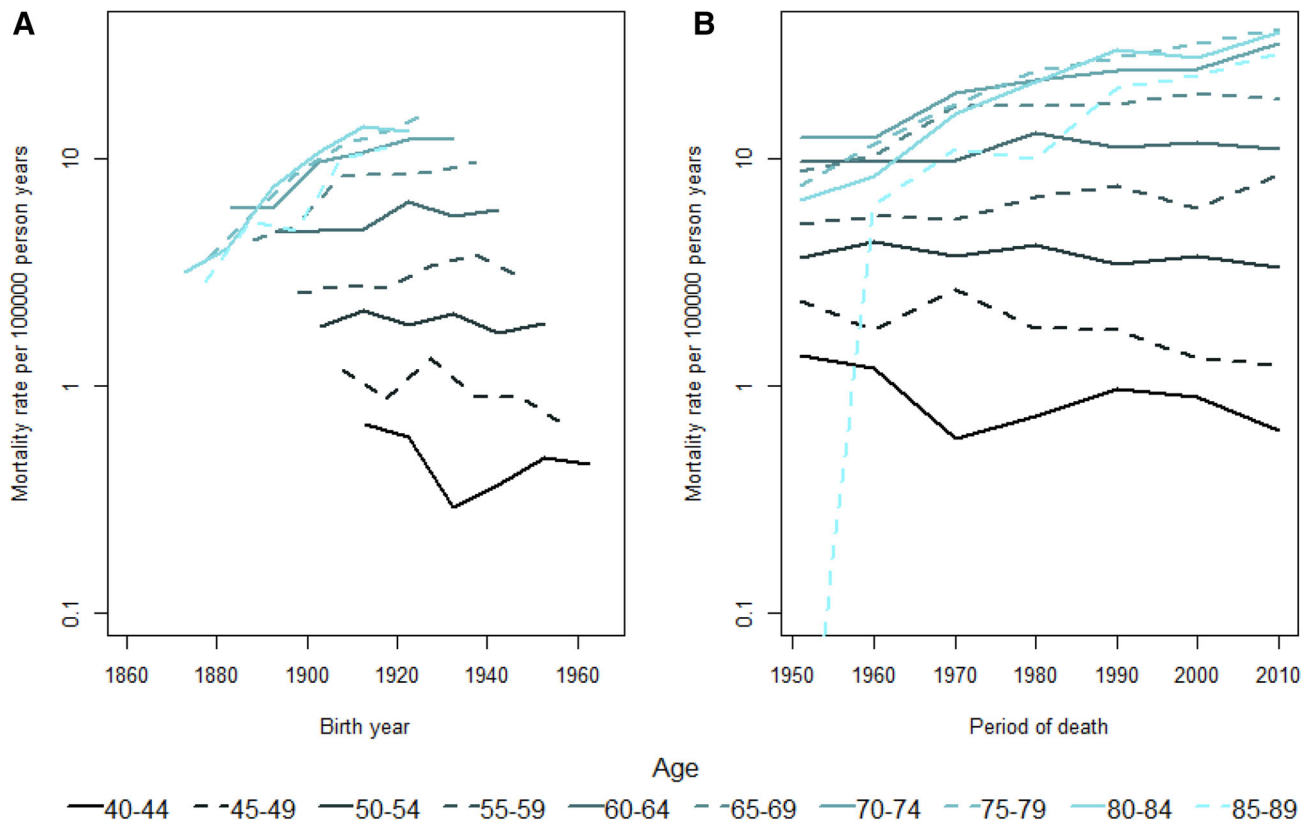 A
Mortality rate per 100000 person years
10
1
0.1
1860 1880 1900 1920 1940 1960
Birth year
B
Mortality rate per 100000 person years
10
1
0.1
1950 1960 1970 1980 1990 2000 2010
Period of death
Age
40-44 45-49 50-54 55-59 60-64 65-69 70-74 75-79 80-84 85-89